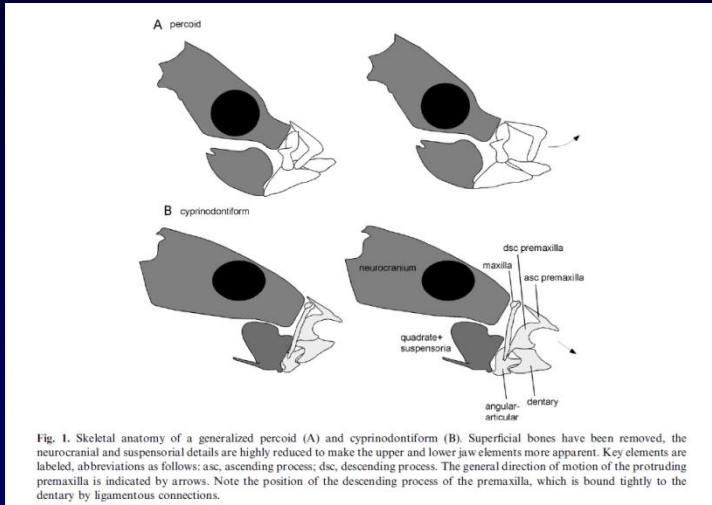 A percoid
B cyprinodontiform
dsc premaxilla
maxilla
asc premaxilla
neurocranium
quadrate+
suspensoria
angular-
articular
dentary
Fig. 1. Skeletal anatomy of a generalized percoid (A) and cyprinodontiform (B). Superficial bones have been removed, the
neurocranial and suspensorial details are highly reduced to make the upper and lower jaw elements more apparent. Key elements are
labeled, abbreviations as follows: asc, ascending process; dsc, descending process. The general direction of motion of the protruding
premaxilla is indicated by arrows. Note the position of the descending process of the premaxilla, which is bound tightly to the
dentary by ligamentous connections.